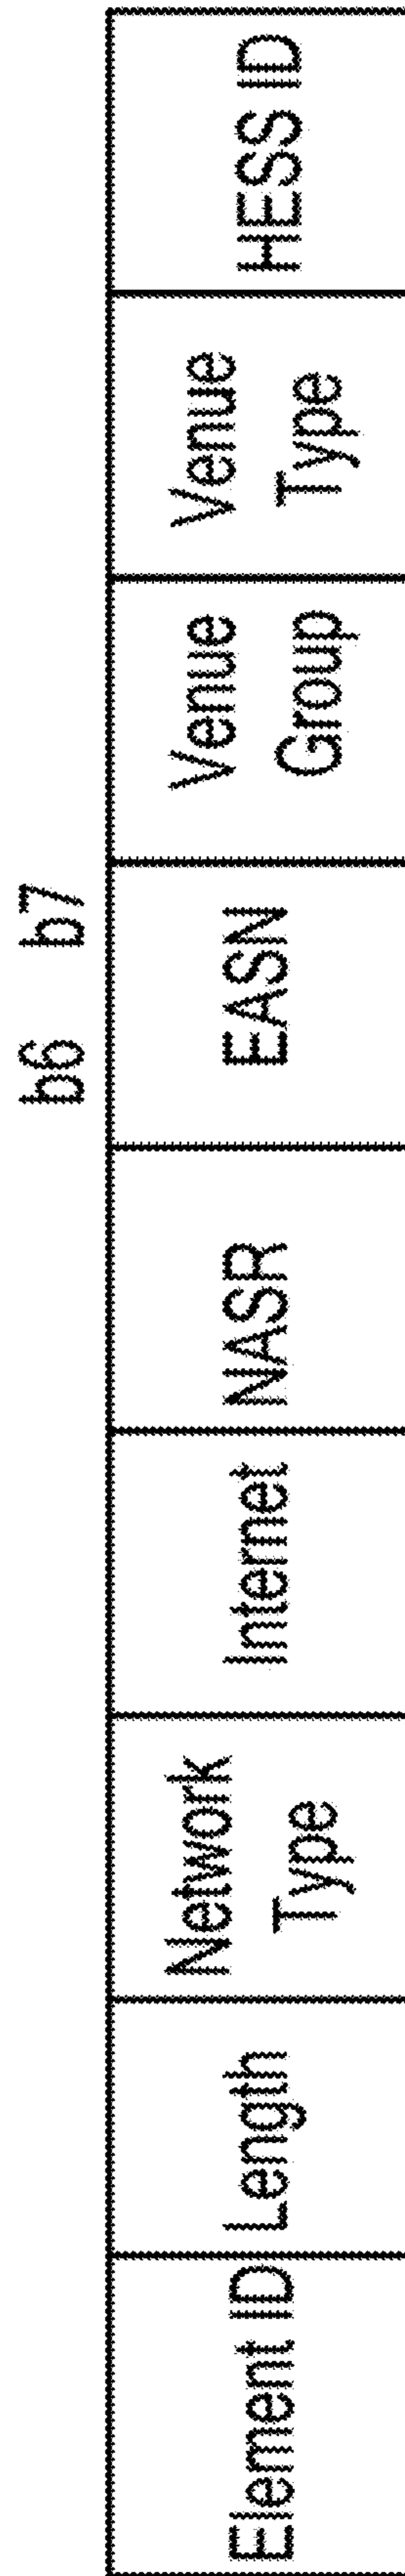 b6 b7
Element ID
Length
Network
Type
Internet
NASR
EASN
Venue
Group
Venue
Type
HESS ID